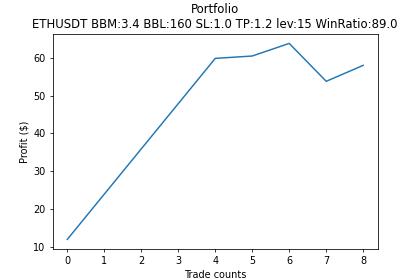 Portfolio
ETHUSDT BBM:3.4 BBL:160 SL:1.0 TP:1.2 lev:15 WinRatio:89.0
60
50
40
30
20
10
Profit ($)
0 1 2 3 4 5 6 7 8
Trade counts